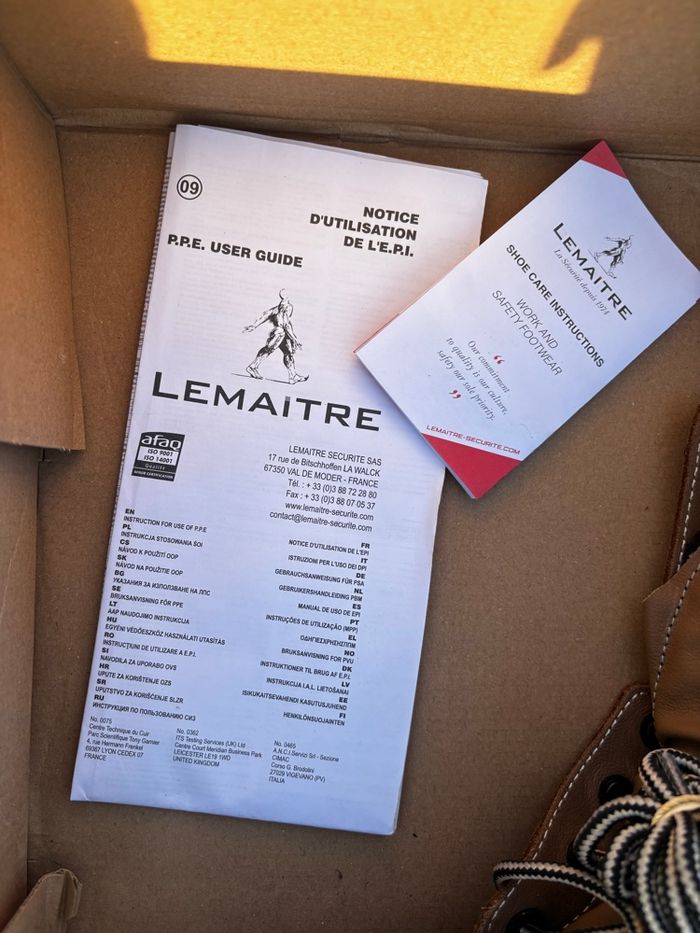 09
NOTICE
D'UTILISATION
DE L'E.P.I.
P.P.E. USER GUIDE
LEMAITRE
afaq
ISO 9001
ISO 14001
Qualité
AFNOR CERTIFICATION
LEMAITRE SECURITE SAS
17 rue de Bitschhoffen LA WALCK
67350 VAL DE MODER - FRANCE
Tél. : + 33 (0)3 88 72 28 80
Fax : + 33 (0)3 88 07 05 37
www.lemaitre-securite.com
contact@lemaitre-securite.com
EN
INSTRUCTION FOR USE OF P.P.E
PL
INSTRUKCJA STOSOWANIA ŚOI
CS
NÁVOD K POUŽITÍ OOP
SK
NÁVOD NA POUŽITIE OOP
BG
УКАЗАНИЯ ЗА ИЗПОЛЗВАНЕ НА ЛПС
SE
BRUKSANVISNING FÖR PPE
LT
AAP NAUDOJIMO INSTRUKCIJA
HU
EGYÉNI VÉDŐESZKÖZ HASZNÁLATI UTASÍTÁS
RO
INSTRUCȚIUNI DE UTILIZARE A E.P.I.
SI
NAVODILA ZA UPORABO OVS
HR
UPUTE ZA KORIŠTENJE OZS
SR
UPUTSTVO ZA KORIŠĆENJE SLZR
RU
ИНСТРУКЦИЯ ПО ПОЛЬЗОВАНИЮ СИЗ
FR
NOTICE D'UTILISATION DE L'EPI
IT
ISTRUZIONI PER L'USO DEI DPI
DE
GEBRAUCHSANWEISUNG FÜR PSA
NL
GEBRUIKERSHANDLEIDING PBM
ES
MANUAL DE USO DE EPI
PT
INSTRUÇÕES DE UTILIZAÇÃO (MPP)
EL
NO
BRUKSANVISNING FOR PVU
DK
INSTRUKTIONER TIL BRUG AF E.P.I.
LV
INSTRUKCIJA I.A.L. LIETOŠANAI
EE
ISIKUKAITSEVAHENDI KASUTUSJUHEND
FI
HENKILÖNSUOJAINTEN
No. 0075
Centre Technique du Cuir
Parc Scientifique Tony Garnier
4, rue Hermann Frenkel
69367 LYON CEDEX 07
FRANCE
No. 0362
ITS Testing Services (UK) Ltd
Centre Court Meridian Business Park
LEICESTER LE19 1WD
UNITED KINGDOM
No. 0465
A.N.C.I.Servizi Srl - Sezione
CIMAC
Corso G. Brodolini
27029 VIGEVANO (PV)
ITALIA
LEMAITRE
La Sécurité depuis 1974
SHOE CARE INSTRUCTIONS
WORK AND
SAFETY FOOTWEAR
“
Our commitment
to quality is our culture,
safety our sole priority.
”
LEMAITRE-SECURITE.COM